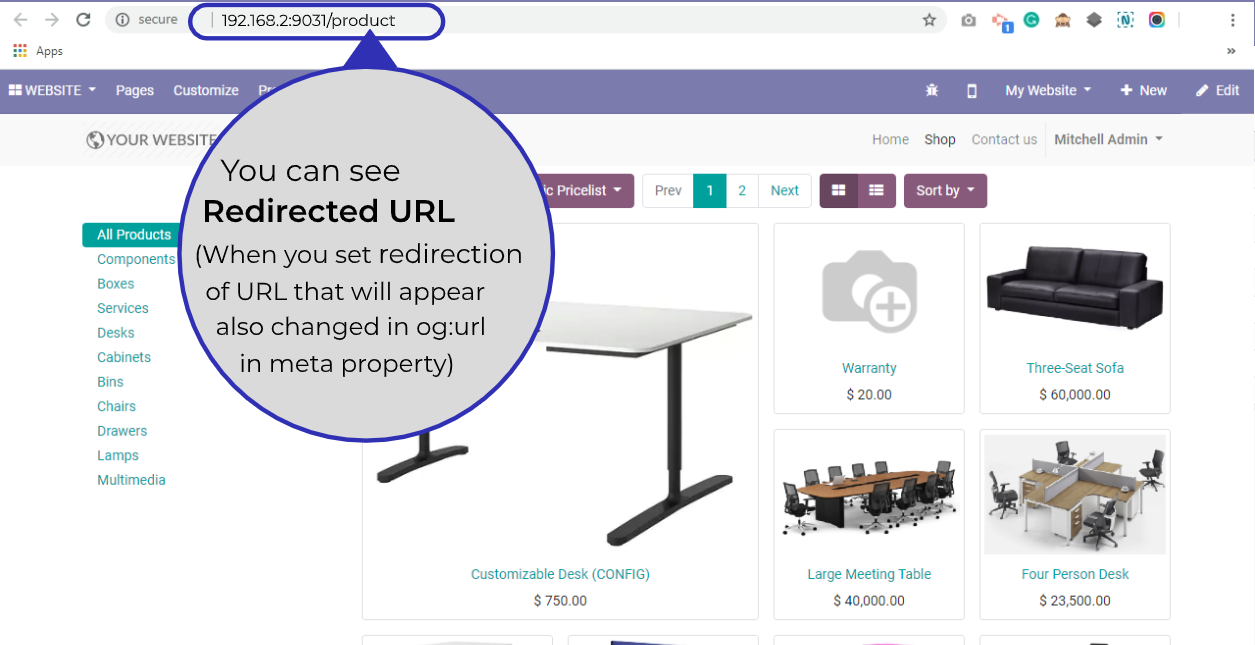 secure
192.168.2:9031/product
1
Apps
»
WEBSITE
Pages
Customize
My Website
New
Edit
YOUR WEBSITE
Home
Shop
Contact us
Mitchell Admin
You can see
Redirected URL
(When you set redirection
of URL that will appear
also changed in og:url
in meta property)
c Pricelist
Prev
1
2
Next
Sort by
All Products
Components
Boxes
Services
Desks
Cabinets
Bins
Chairs
Drawers
Lamps
Multimedia
Customizable Desk (CONFIG)
$ 750.00
Warranty
$ 20.00
Three-Seat Sofa
$ 60,000.00
Large Meeting Table
$ 40,000.00
Four Person Desk
$ 23,500.00